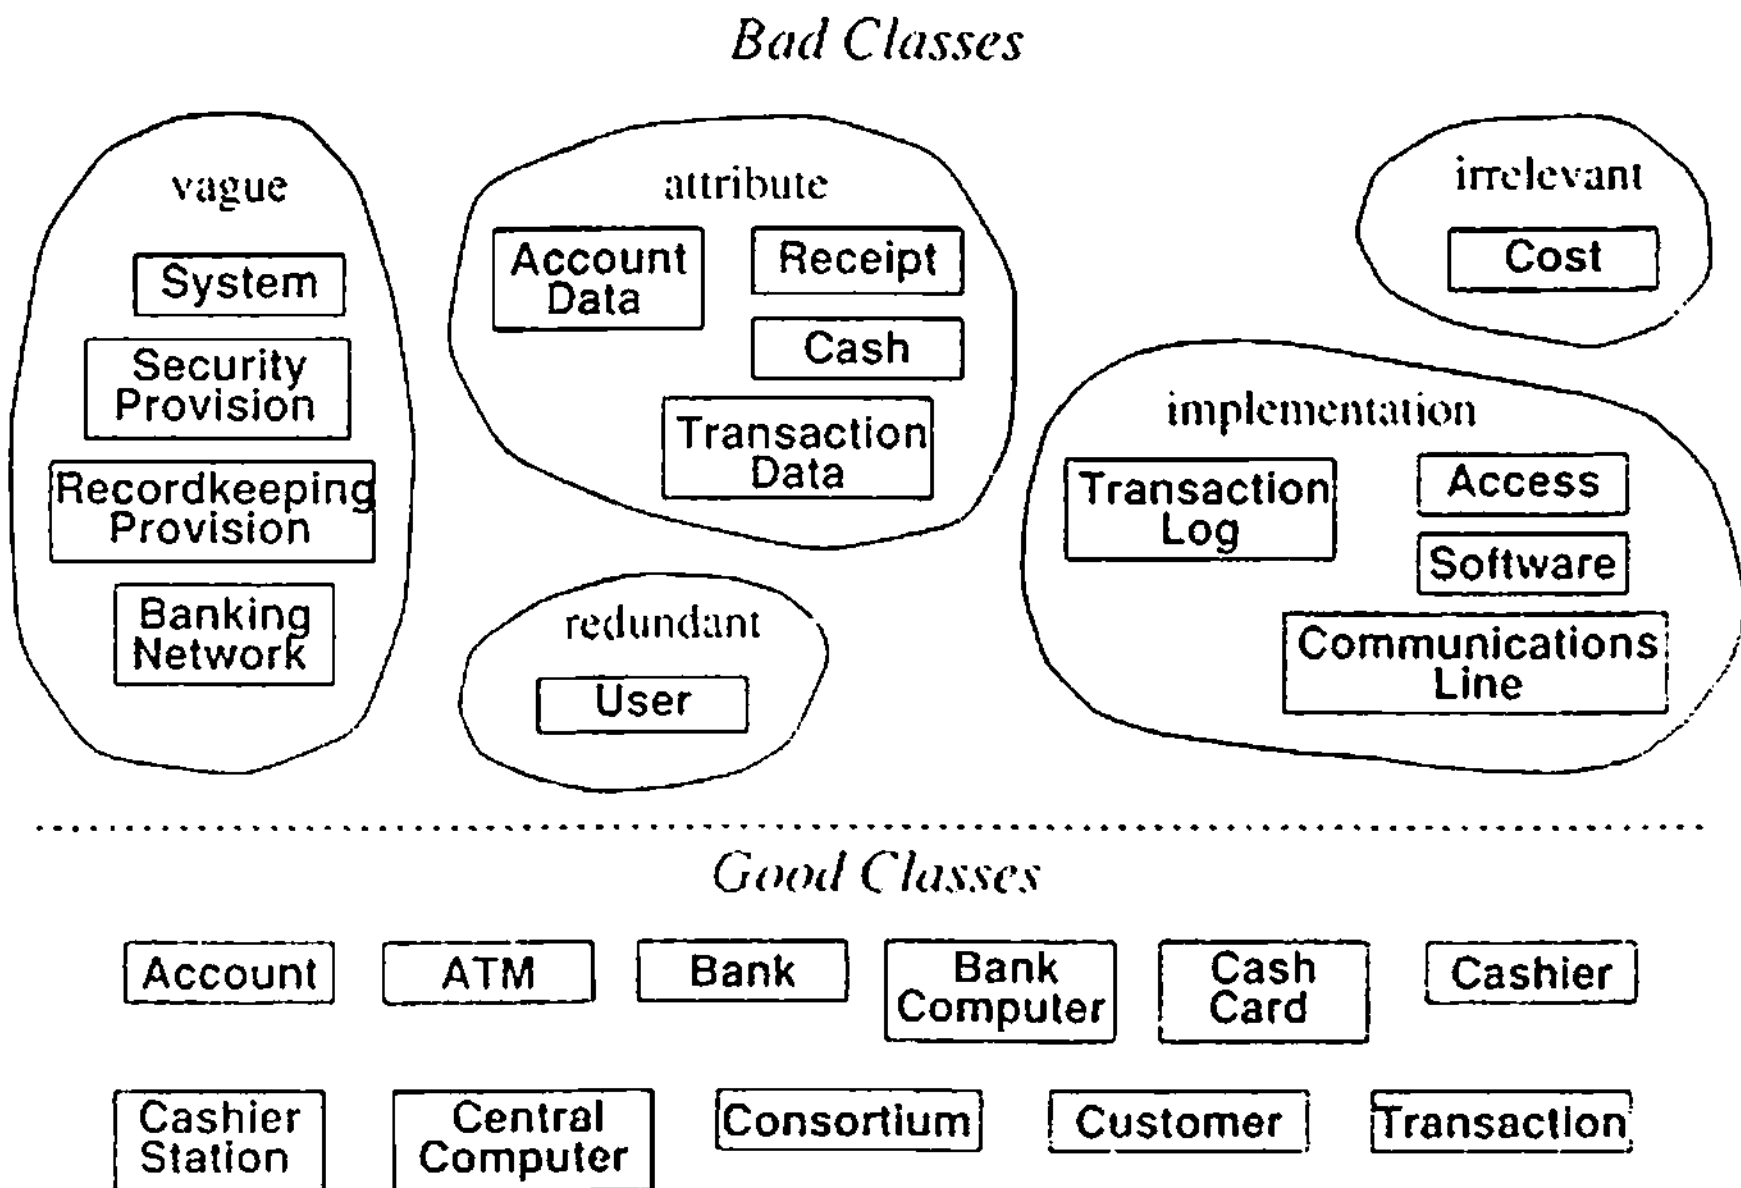 Bad Classes
vague
System
Security
Provision
Recordkeeping
Provision
Banking
Network
attribute
Account
Data
Receipt
Cash
Transaction
Data
redundant
User
irrelevant
Cost
implementation
Transaction
Log
Access
Software
Communications
Line
Good Classes
Account
ATM
Bank
Bank
Computer
Cash
Card
Cashier
Cashier
Station
Central
Computer
Consortium
Customer
Transaction